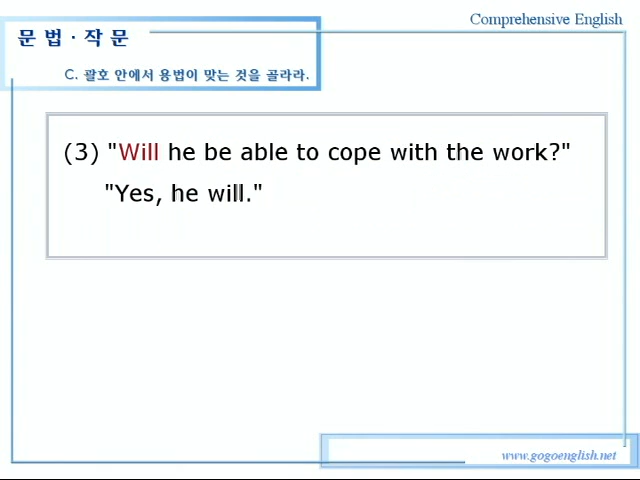 Comprehensive English
문 법 · 작 문
C. 괄호 안에서 용법이 맞는 것을 골라라.
(3) "Will he be able to cope with the work?"
"Yes, he will."
www.gogoenglish.net